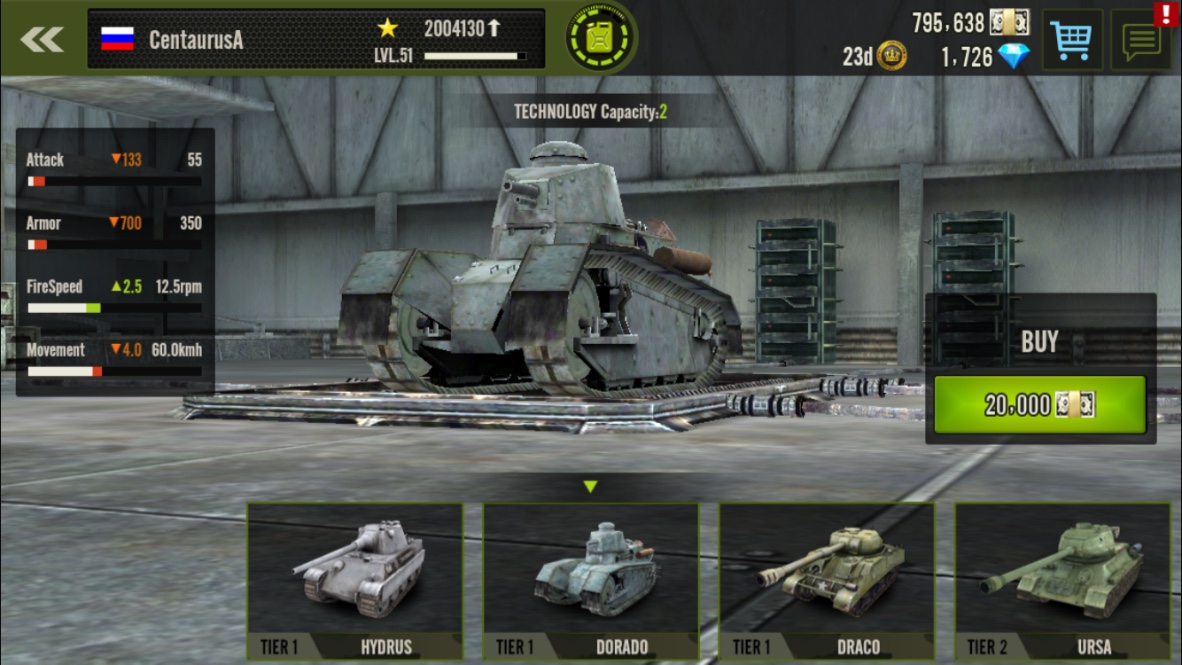 CentaurusA
2004130
LVL.51
795,638
23d
1,726
!
TECHNOLOGY Capacity:2
Attack ▼133 55
Armor ▼700 350
FireSpeed ▲2.5 12.5rpm
Movement ▼4.0 60.0kmh
BUY
20,000
TIER 1 HYDRUS
TIER 1 DORADO
TIER 1 DRACO
TIER 2 URSA